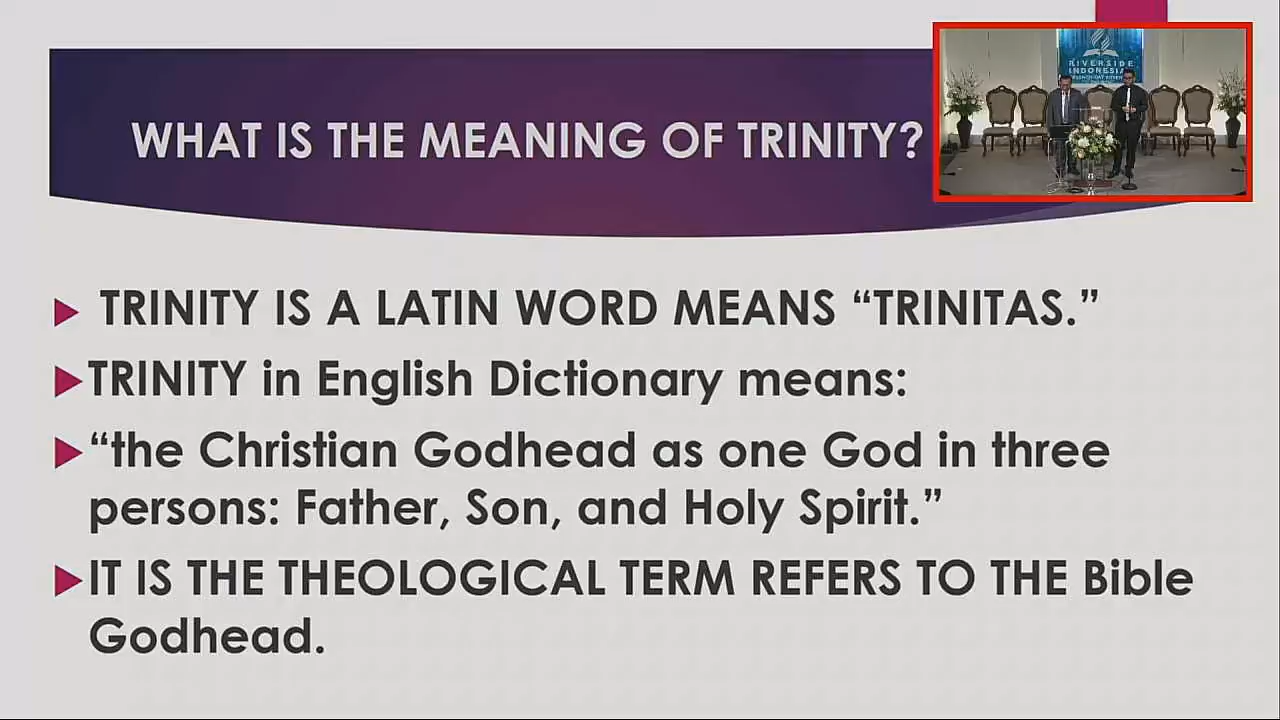 WHAT IS THE MEANING OF TRINITY?
RIVERSIDE
INDONESIA
TRINITY IS A LATIN WORD MEANS “TRINITAS.”
TRINITY in English Dictionary means:
“the Christian Godhead as one God in three
persons: Father, Son, and Holy Spirit.”
IT IS THE THEOLOGICAL TERM REFERS TO THE Bible
Godhead.